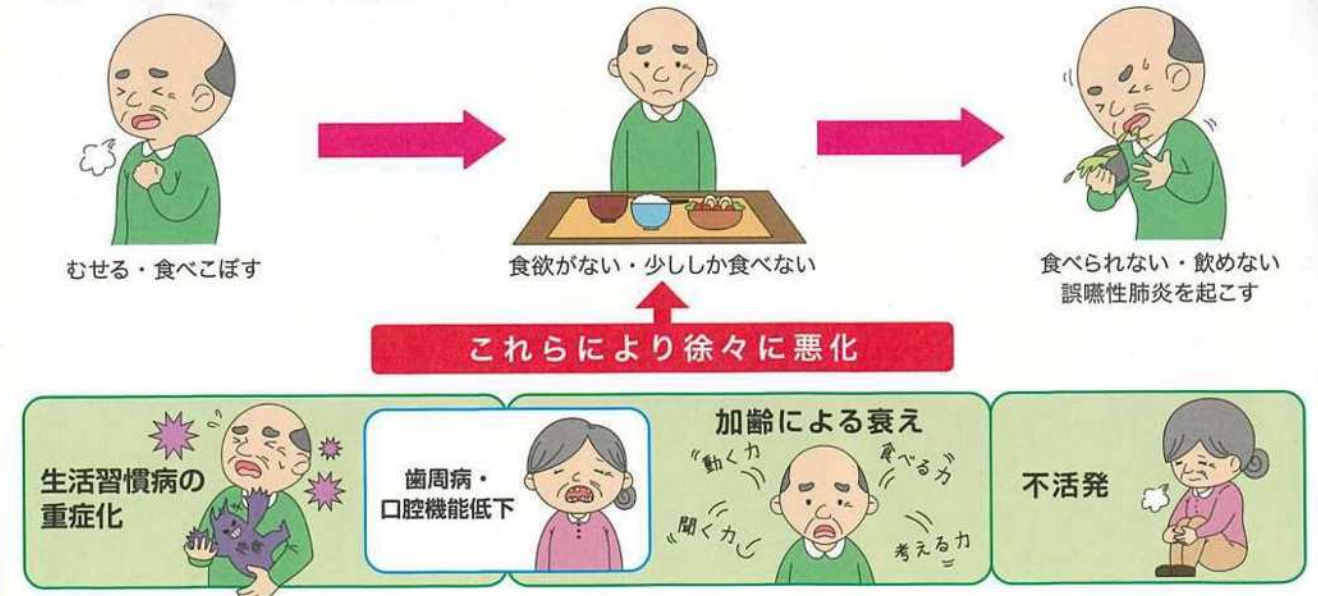 むせる・食べこぼす
食欲がない・少ししか食べない
食べられない・飲めない
誤嚥性肺炎を起こす
これらにより徐々に悪化
生活習慣病の
重症化
歯周病・
口腔機能低下
加齢による衰え
動く力
食べる力
聞く力
考える力
不活発